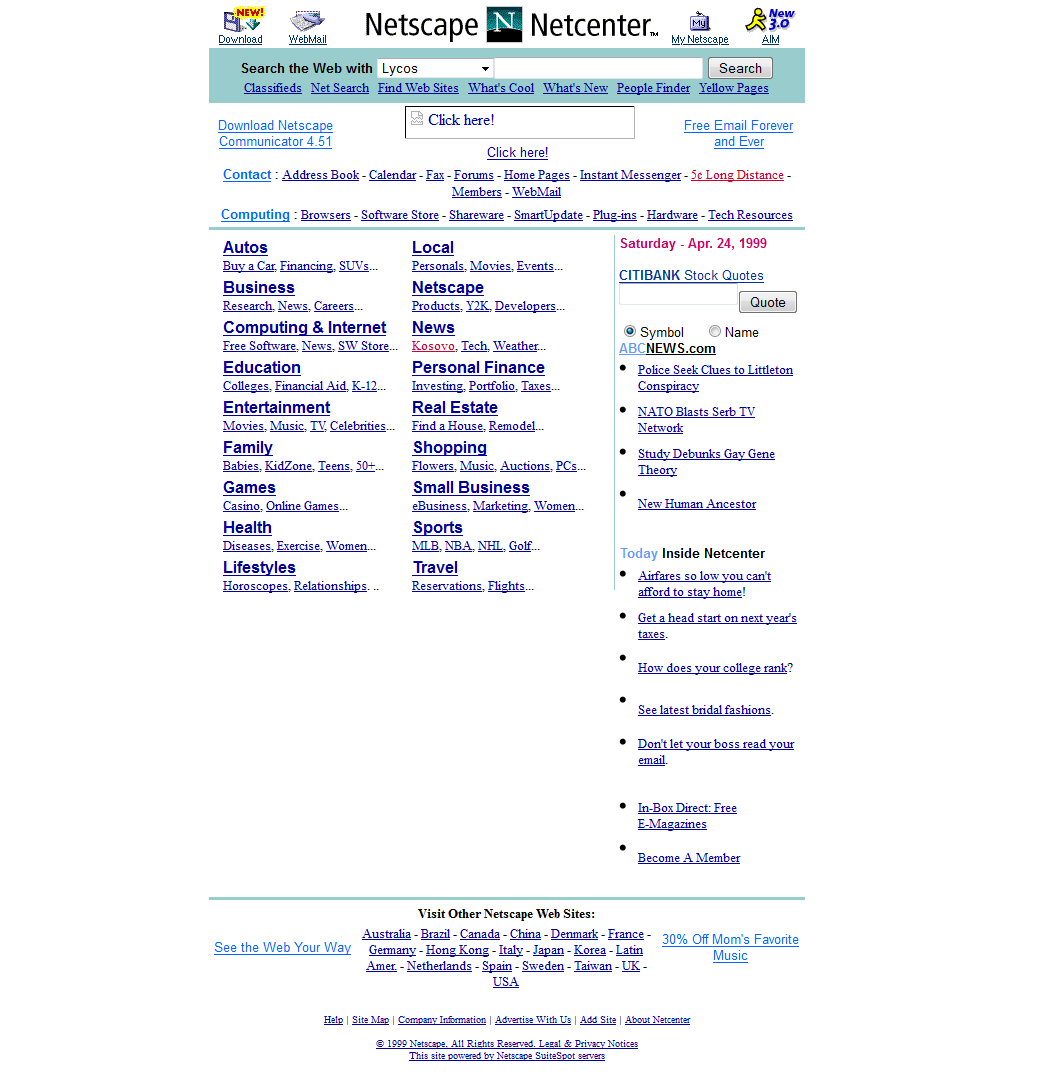 NEW!
Download
WebMail
Netscape N Netcenter™
My
My Netscape
New 3.0
AIM
Search the Web with Lycos Search
Classifieds Net Search Find Web Sites What's Cool What's New People Finder Yellow Pages
Download Netscape
Communicator 4.51
Click here!
Click here!
Free Email Forever
and Ever
Contact : Address Book - Calendar - Fax - Forums - Home Pages - Instant Messenger - 5¢ Long Distance -
Members - WebMail
Computing : Browsers - Software Store - Shareware - SmartUpdate - Plug-ins - Hardware - Tech Resources
Autos
Buy a Car, Financing, SUVs...
Business
Research, News, Careers...
Computing & Internet
Free Software, News, SW Store...
Education
Colleges, Financial Aid, K-12...
Entertainment
Movies, Music, TV, Celebrities...
Family
Babies, KidZone, Teens, 50+...
Games
Casino, Online Games...
Health
Diseases, Exercise, Women...
Lifestyles
Horoscopes, Relationships. ..
Local
Personals, Movies, Events...
Netscape
Products, Y2K, Developers...
News
Kosovo, Tech, Weather...
Personal Finance
Investing, Portfolio, Taxes...
Real Estate
Find a House, Remodel...
Shopping
Flowers, Music, Auctions, PCs...
Small Business
eBusiness, Marketing, Women...
Sports
MLB, NBA, NHL, Golf...
Travel
Reservations, Flights...
Saturday - Apr. 24, 1999
CITIBANK Stock Quotes
Quote
Symbol Name
ABCNEWS.com
Police Seek Clues to Littleton
Conspiracy
NATO Blasts Serb TV
Network
Study Debunks Gay Gene
Theory
New Human Ancestor
Today Inside Netcenter
Airfares so low you can't
afford to stay home!
Get a head start on next year's
taxes.
How does your college rank?
See latest bridal fashions.
Don't let your boss read your
email.
In-Box Direct: Free
E-Magazines
Become A Member
Visit Other Netscape Web Sites:
See the Web Your Way
Australia - Brazil - Canada - China - Denmark - France -
Germany - Hong Kong - Italy - Japan - Korea - Latin
Amer. - Netherlands - Spain - Sweden - Taiwan - UK -
USA
30% Off Mom's Favorite
Music
Help | Site Map | Company Information | Advertise With Us | Add Site | About Netcenter
© 1999 Netscape. All Rights Reserved. Legal & Privacy Notices
This site powered by Netscape SuiteSpot servers